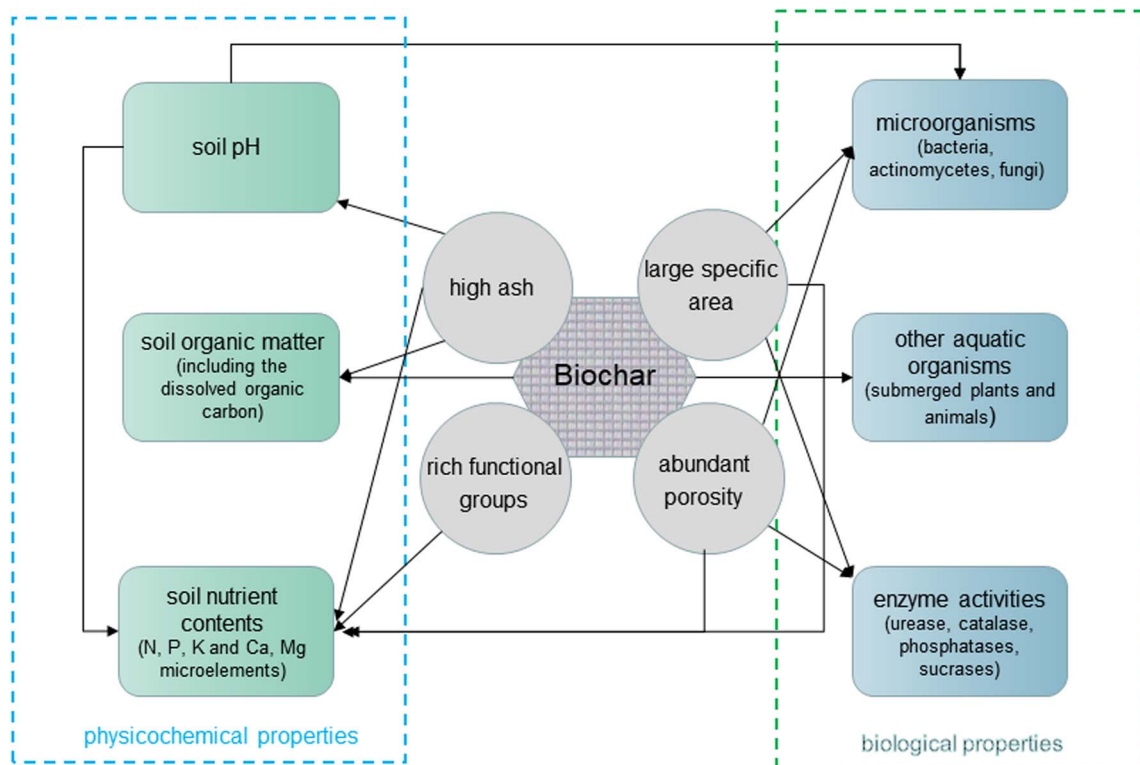 soil pH
microorganisms
(bacteria,
actinomycetes, fungi)
high ash
large specific
area
soil organic matter
(including the
dissolved organic
carbon)
Biochar
other aquatic
organisms
(submerged plants and
animals)
rich functional
groups
abundant
porosity
soil nutrient
contents
(N, P, K and Ca, Mg
microelements)
enzyme activities
(urease, catalase,
phosphatases,
sucrases)
physicochemical properties
biological properties